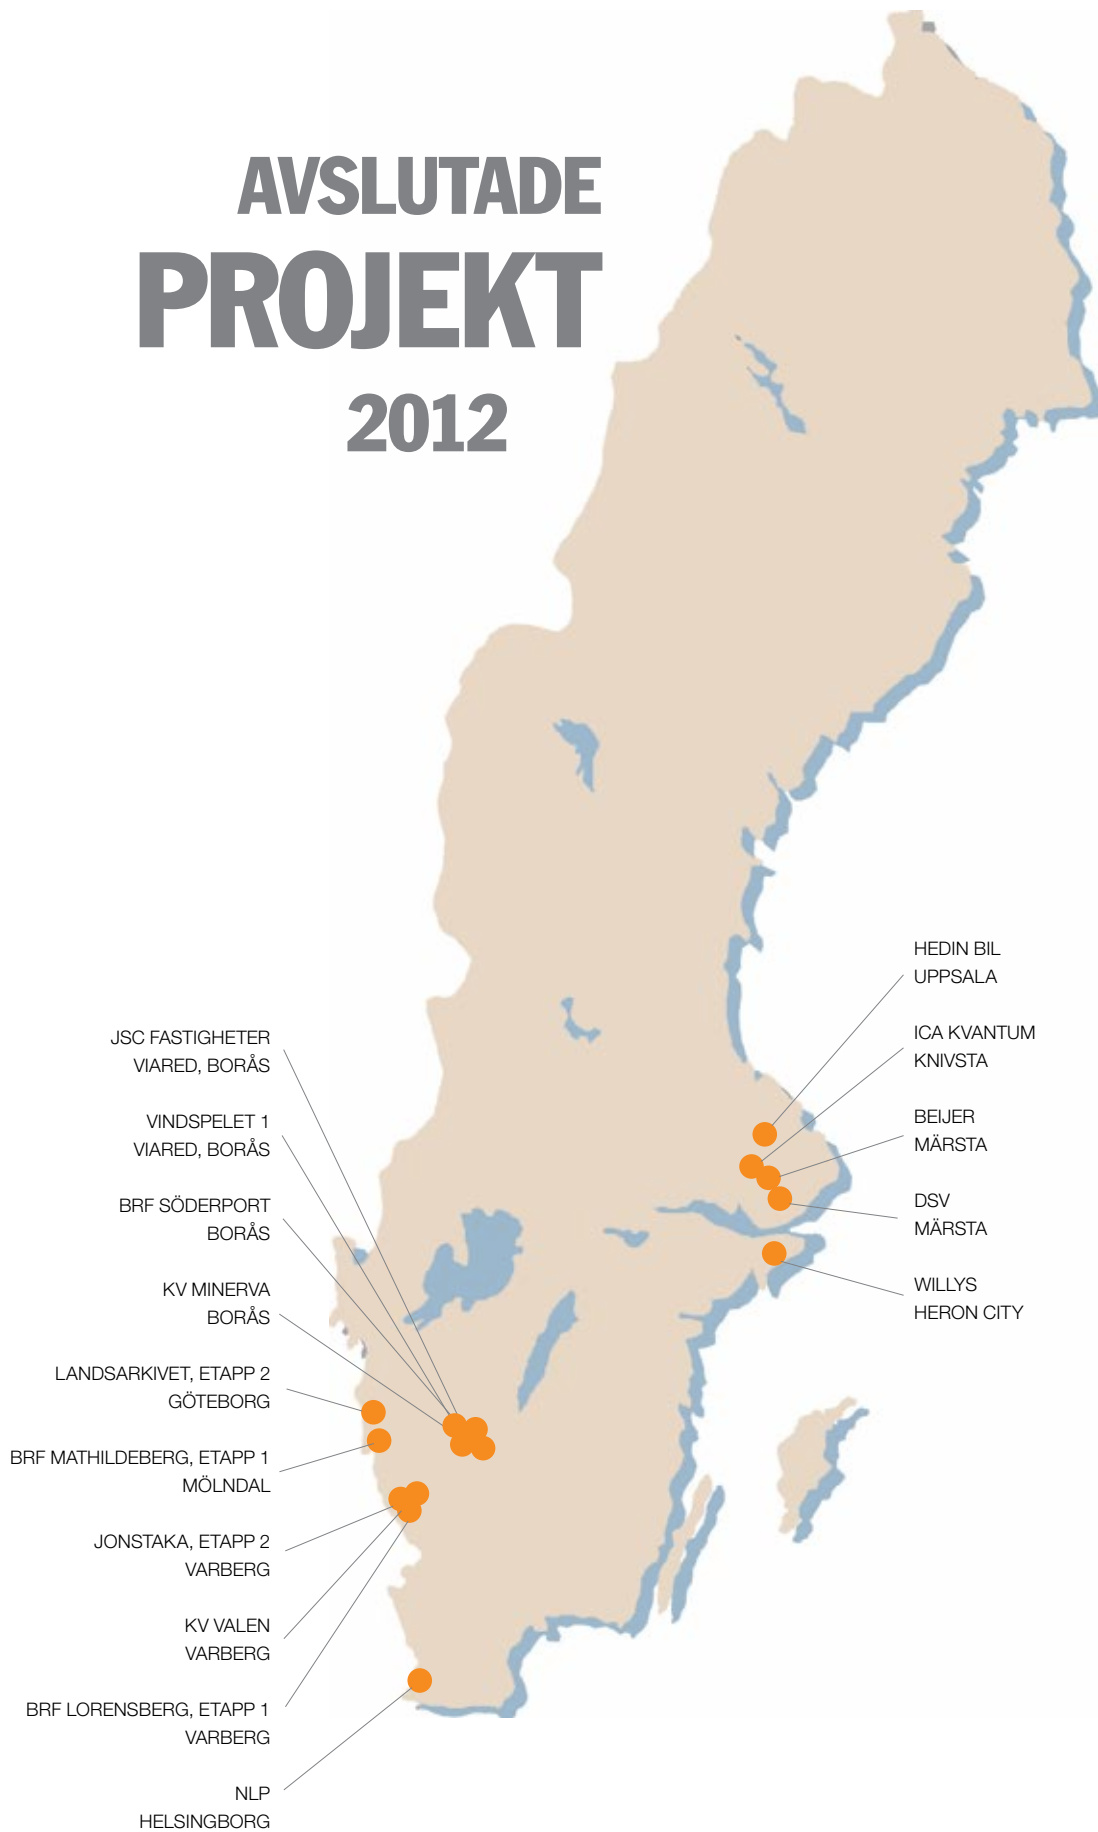 AVSLUTADE
PROJEKT
2012
JSC FASTIGHETER
VIARED, BORÅS
VINDSPELET 1
VIARED, BORÅS
BRF SÖDERPORT
BORÅS
KV MINERVA
BORÅS
LANDSARKIVET, ETAPP 2
GÖTEBORG
BRF MATHILDEBERG, ETAPP 1
MÖLNDAL
JONSTAKA, ETAPP 2
VARBERG
KV VALEN
VARBERG
BRF LORENSBERG, ETAPP 1
VARBERG
NLP
HELSINGBORG
HEDIN BIL
UPPSALA
ICA KVANTUM
KNIVSTA
BEIJER
MÄRSTA
DSV
MÄRSTA
WILLYS
HERON CITY